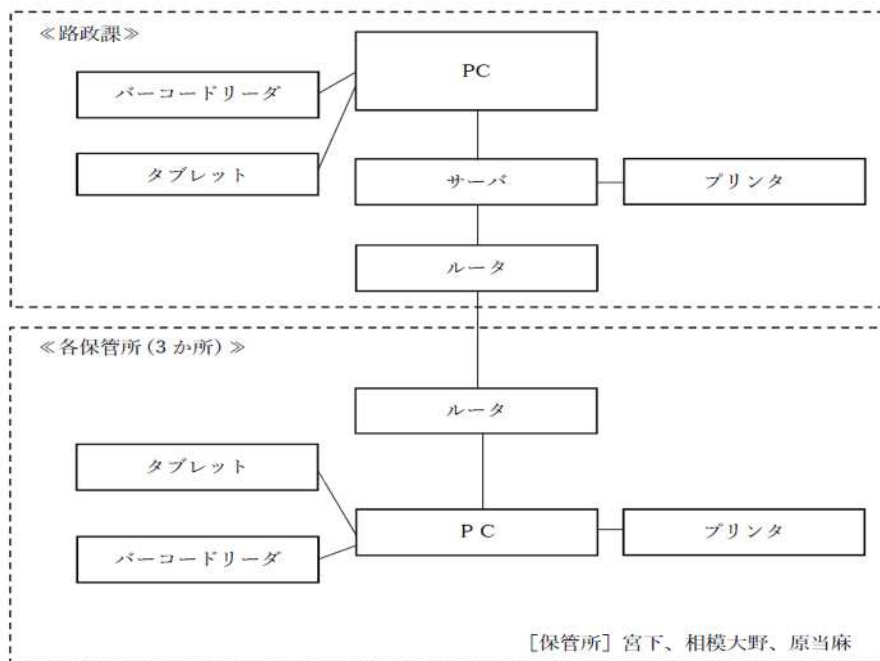 ≪路政課≫
PC
バーコードリーダ
タブレット
サーバ
プリンタ
ルータ
≪各保管所(3か所)≫
ルータ
タブレット
PC
プリンタ
バーコードリーダ
[保管所] 宮下、相模大野、原当麻